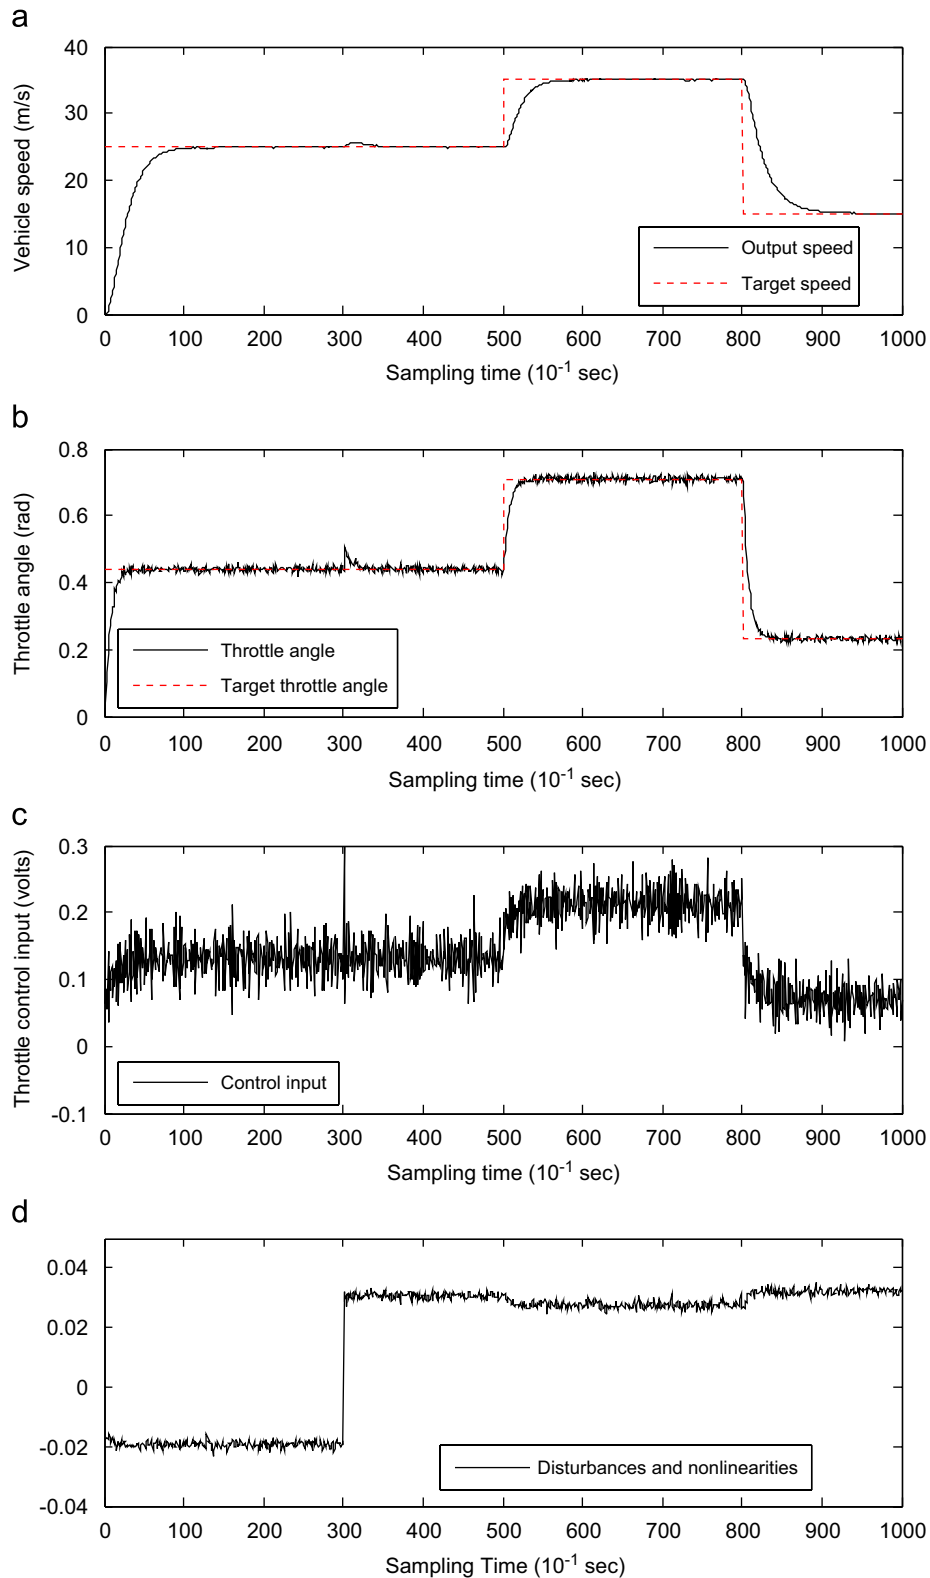 a
Vehicle speed (m/s)
40
30
20
10
0
Output speed
Target speed
0 100 200 300 400 500 600 700 800 900 1000
Sampling time (10⁻¹ sec)
b
Throttle angle (rad)
0.8
0.6
0.4
0.2
0
Throttle angle
Target throttle angle
0 100 200 300 400 500 600 700 800 900 1000
Sampling time (10⁻¹ sec)
c
Throttle control input (volts)
0.3
0.2
0.1
0
-0.1
Control input
0 100 200 300 400 500 600 700 800 900 1000
Sampling time (10⁻¹ sec)
d
0.04
0.02
0
-0.02
-0.04
Disturbances and nonlinearities
0 100 200 300 400 500 600 700 800 900 1000
Sampling Time (10⁻¹ sec)